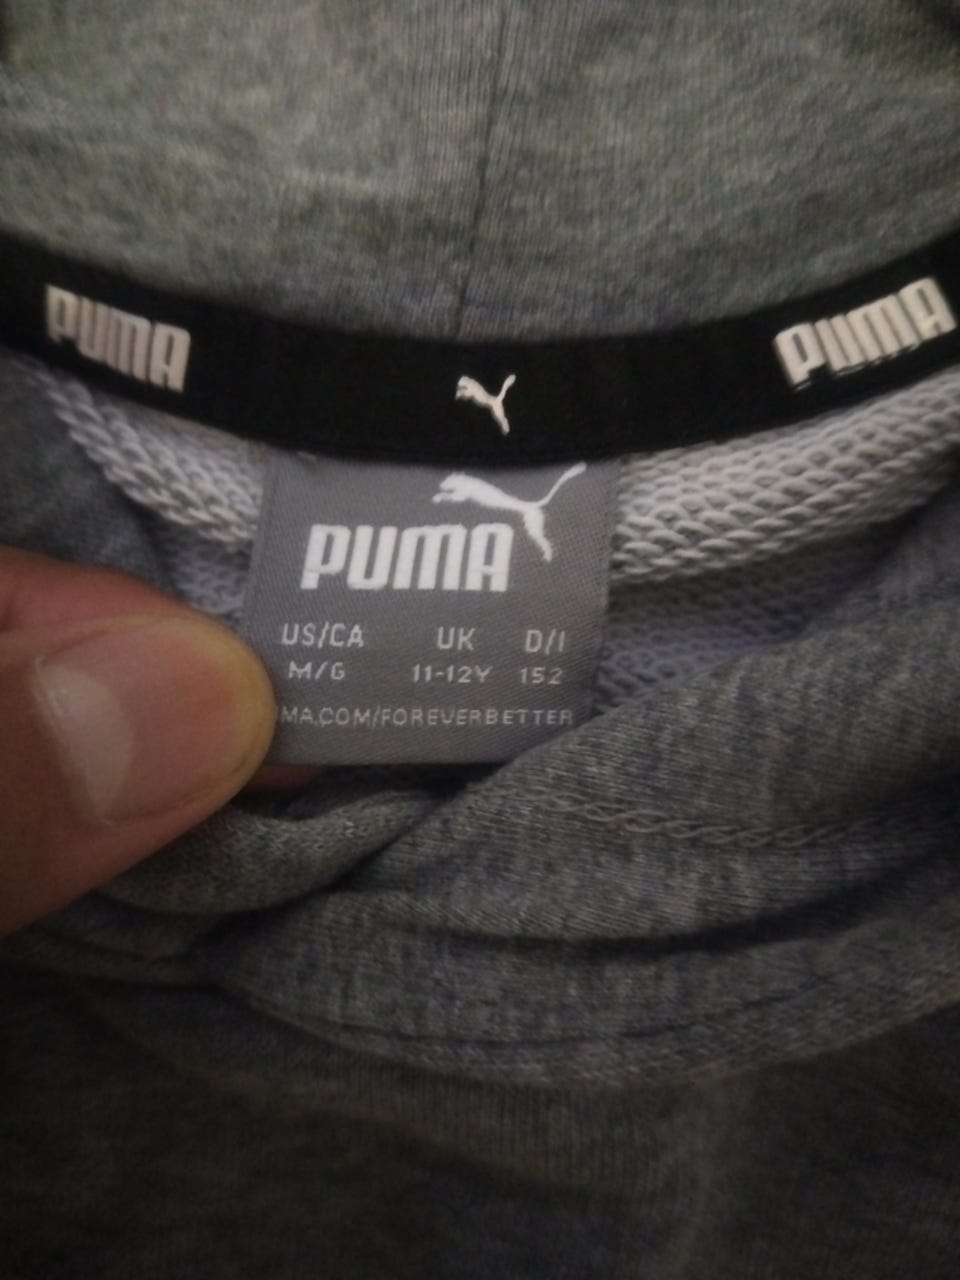 PUMA PUMA
PUMA
US/CA UK D/I
M/G 11-12Y 152
MA.COM/FOREVERBETTER